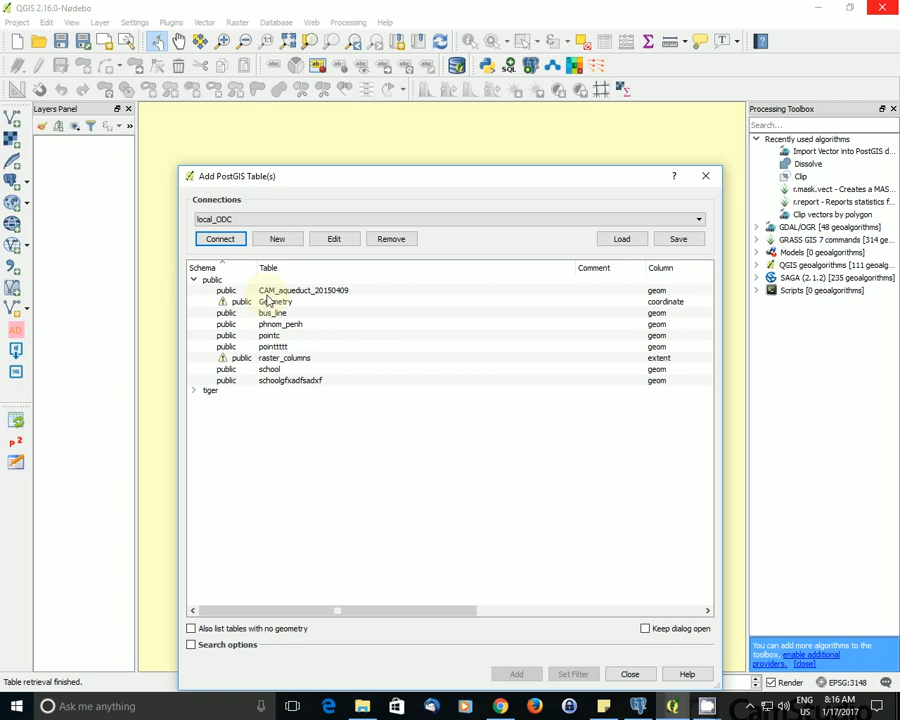 QGIS 2.16.0-Nødebo
Project Edit View Layer Settings Plugins Vector Raster Database Web Processing Help
Layers Panel
Processing Toolbox
Search...
Recently used algorithms
Import Vector into PostGIS d
Dissolve
Clip
r.mask.vect - Creates a MAS
r.report - Reports statistics f
Clip vectors by polygon
GDAL/OGR [48 geoalgorithms]
GRASS GIS 7 commands [314 ge
Models [0 geoalgorithms]
QGIS geoalgorithms [111 geoalg
SAGA (2.1.2) [235 geoalgorithms]
Scripts [0 geoalgorithms]
Add PostGIS Table(s)
Connections
local_ODC
Connect New Edit Remove Load Save
Schema Table Comment Column
public
public CAM_aqueduct_20150409 geom
public Geometry coordinate
public bus_line geom
public phnom_penh geom
public pointc geom
public pointtttt geom
public raster_columns extent
public school geom
public schoolgfxadfsadxf geom
tiger
Also list tables with no geometry Keep dialog open
Search options
Add Set Filter Close Help
You can add more algorithms to the
toolbox, enable additional
providers. [close]
Table retrieval finished.
Render EPSG:3148
Ask me anything
ENG
US
8:16 AM
1/17/2017